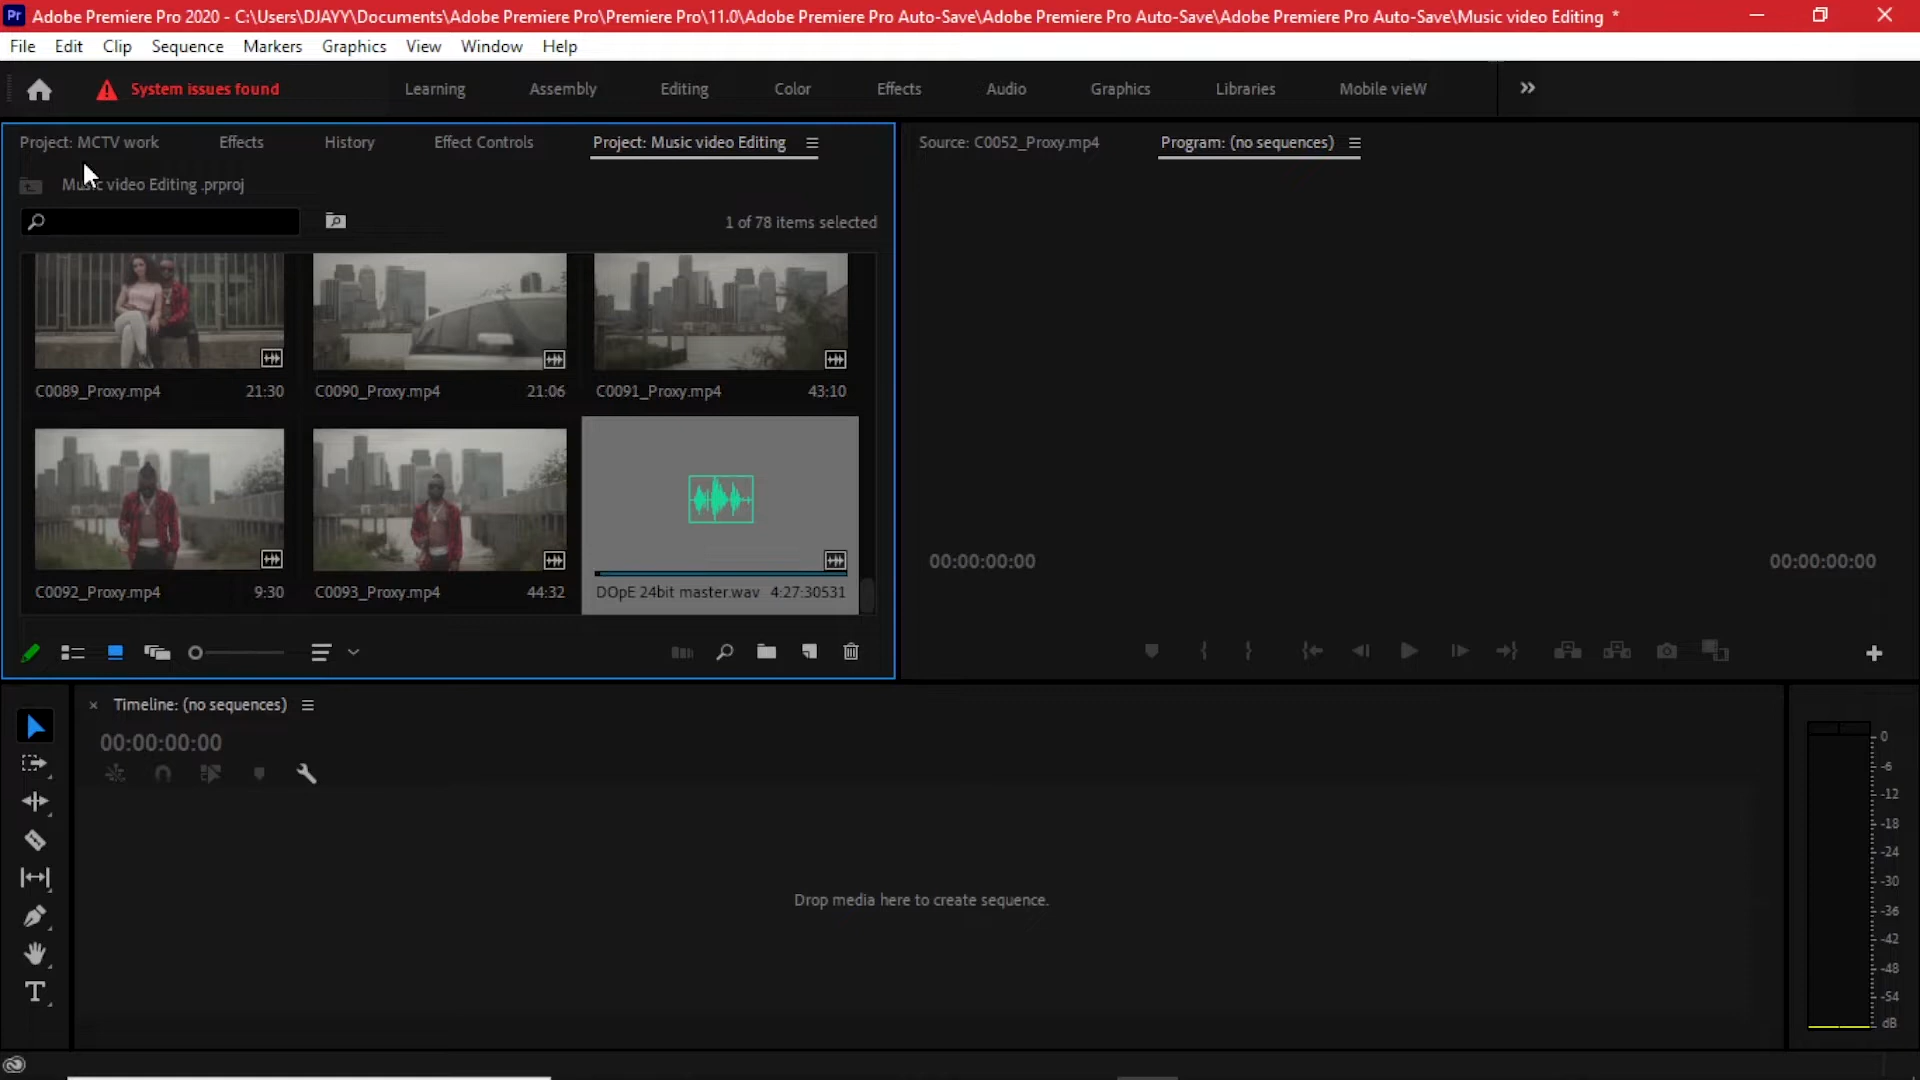 Pr Adobe Premiere Pro 2020 - C:\Users\DJAYY\Documents\Adobe Premiere Pro\Premiere Pro\11.0\Adobe Premiere Pro Auto-Save\Adobe Premiere Pro Auto-Save\Adobe Premiere Pro Auto-Save\Music video Editing *
File Edit Clip Sequence Markers Graphics View Window Help
System issues found Learning Assembly Editing Color Effects Audio Graphics Libraries Mobile vieW
Project: MCTV work Effects History Effect Controls Project: Music video Editing
Source: C0052_Proxy.mp4 Program: (no sequences)
Music video Editing .prproj
1 of 78 items selected
C0089_Proxy.mp4 21:30 C0090_Proxy.mp4 21:06 C0091_Proxy.mp4 43:10
00:00:00:00 00:00:00:00
C0092_Proxy.mp4 9:30 C0093_Proxy.mp4 44:32 DOpE 24bit master.wav 4:27:30531
Timeline: (no sequences)
00:00:00:00
Drop media here to create sequence.
0
-6
-12
-18
-24
-30
-36
-42
-48
-54
dB
T